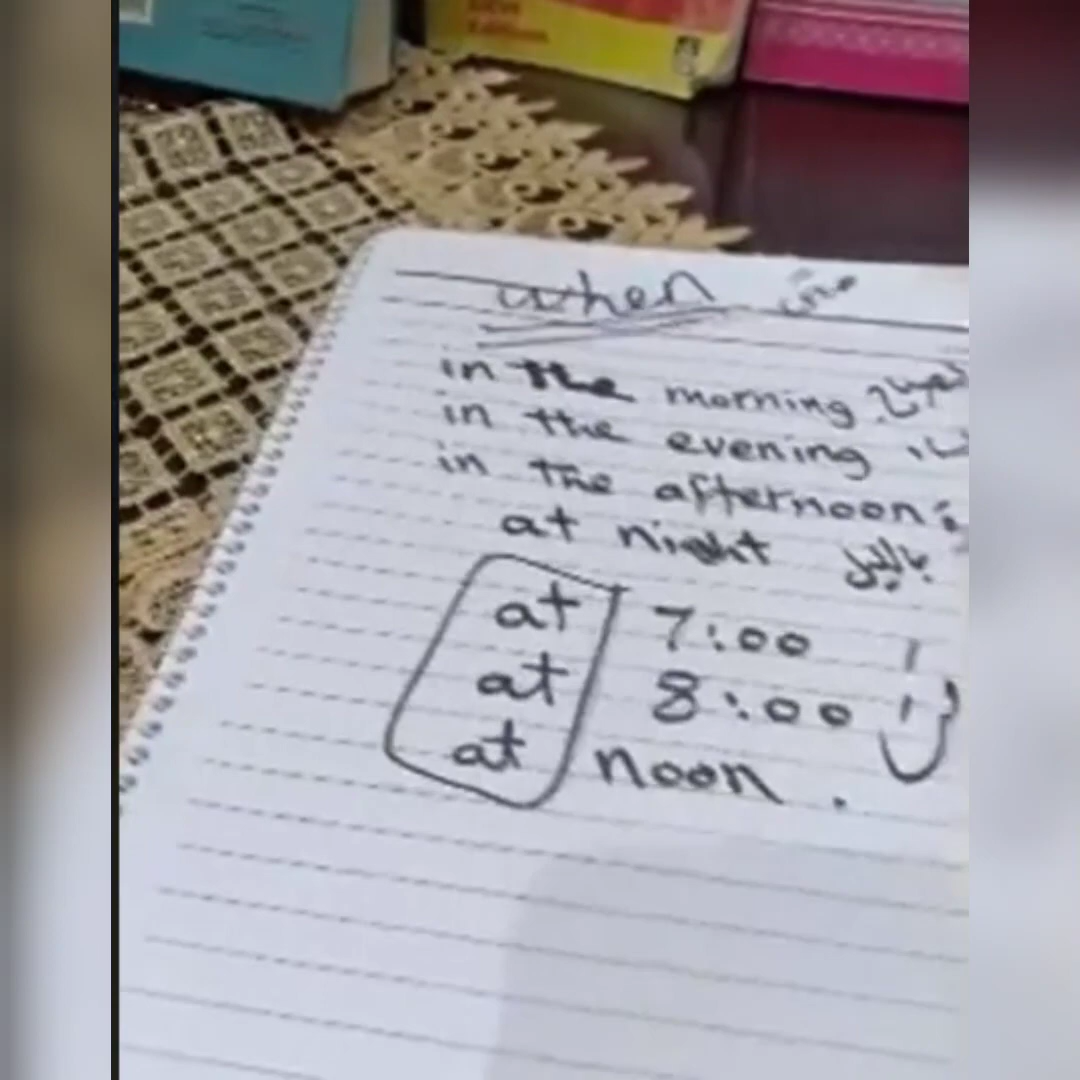 Edition
when متى
in the morning
in the evening
in the afternoon
at night بالليل
at 7:00
at 8:00
at noon.